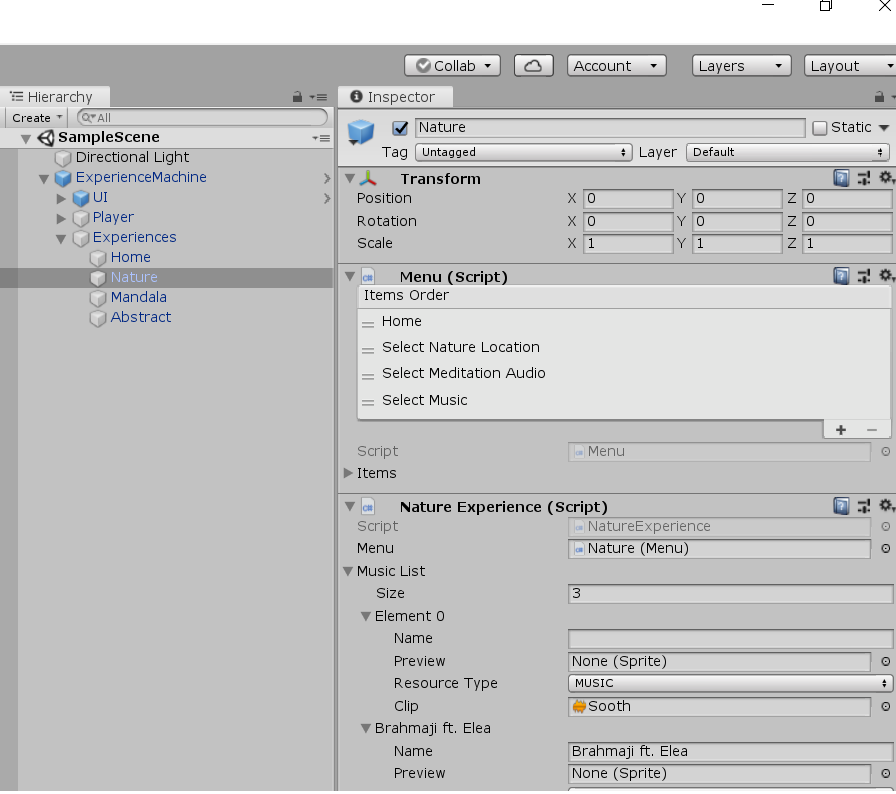 Collab
Account
Layers
Layout
Hierarchy
Inspector
Create
All
SampleScene
Directional Light
ExperienceMachine
UI
Player
Experiences
Home
Nature
Mandala
Abstract
Nature
Static
Tag Untagged Layer Default
Transform
Position X 0 Y 0 Z 0
Rotation X 0 Y 0 Z 0
Scale X 1 Y 1 Z 1
Menu (Script)
Items Order
Home
Select Nature Location
Select Meditation Audio
Select Music
Script Menu
Items
Nature Experience (Script)
Script NatureExperience
Menu Nature (Menu)
Music List
Size 3
Element 0
Name
Preview None (Sprite)
Resource Type MUSIC
Clip Sooth
Brahmaji ft. Elea
Name Brahmaji ft. Elea
Preview None (Sprite)